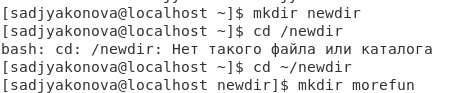 [sadjyakonova@localhost ~]$ mkdir newdir
[sadjyakonova@localhost ~]$ cd /newdir
bash: cd: /newdir: Нет такого файла или каталога
[sadjyakonova@localhost ~]$ cd ~/newdir
[sadjyakonova@localhost newdir]$ mkdir morefun